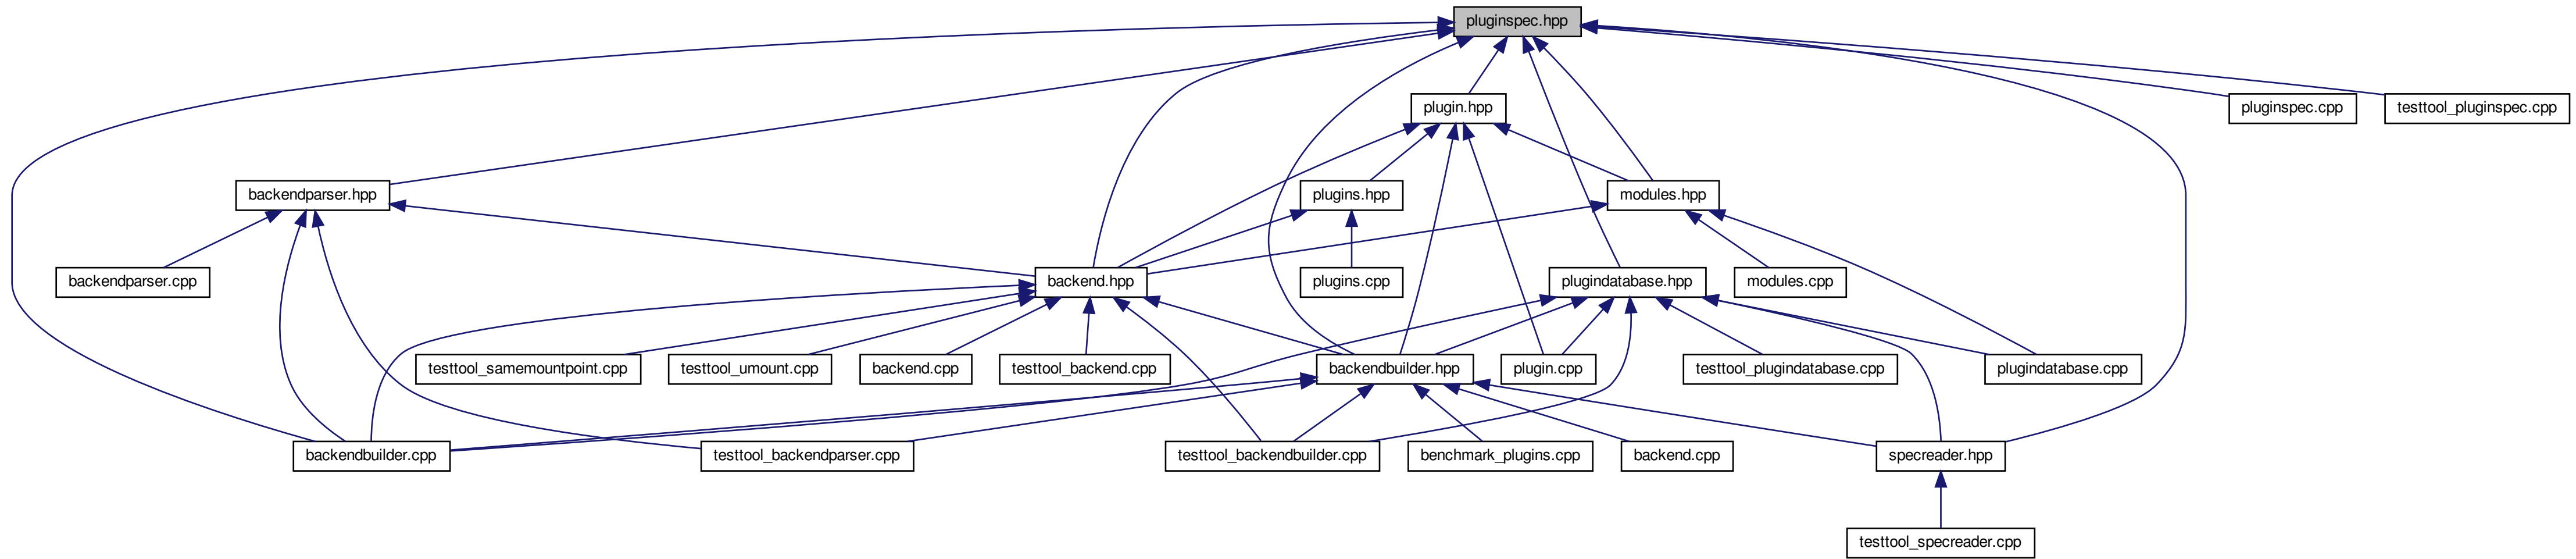 pluginspec.hpp
plugin.hpp
pluginspec.cpp
testtool_pluginspec.cpp
backendparser.hpp
plugins.hpp
modules.hpp
backendparser.cpp
backend.hpp
plugins.cpp
plugindatabase.hpp
modules.cpp
testtool_samemountpoint.cpp
testtool_umount.cpp
backend.cpp
testtool_backend.cpp
backendbuilder.hpp
plugin.cpp
testtool_plugindatabase.cpp
plugindatabase.cpp
backendbuilder.cpp
testtool_backendparser.cpp
testtool_backendbuilder.cpp
benchmark_plugins.cpp
backend.cpp
specreader.hpp
testtool_specreader.cpp